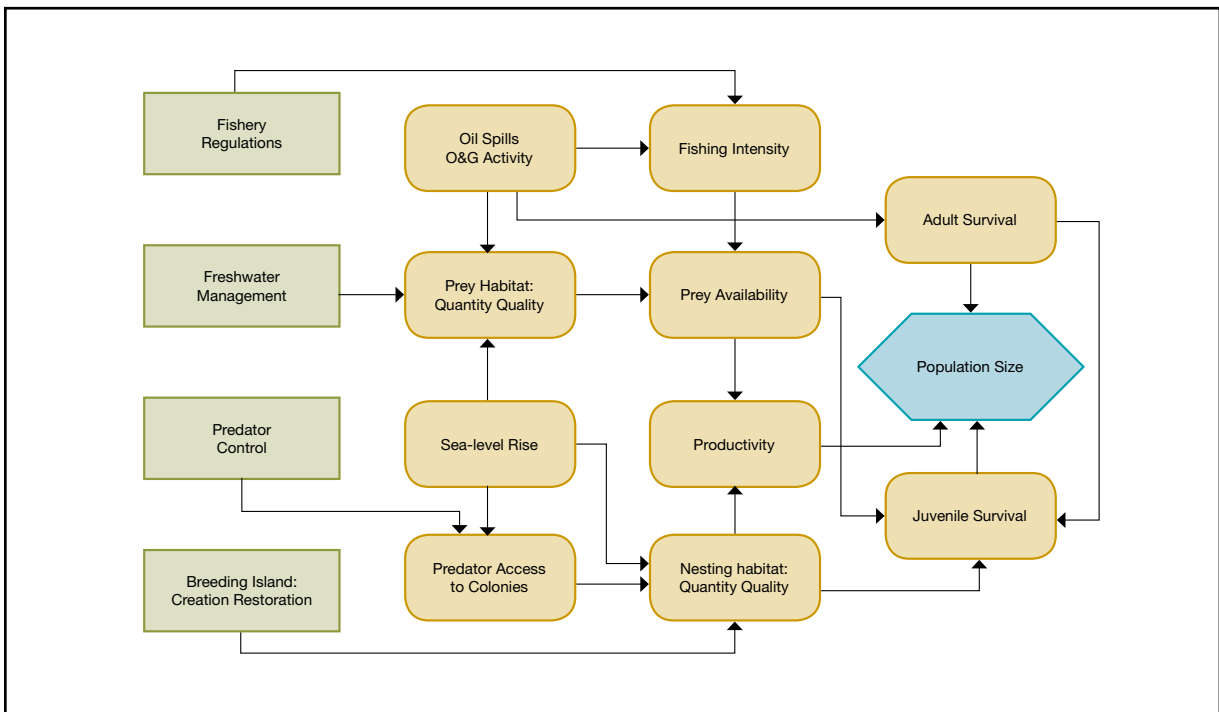 Fishery
Regulations
Oil Spills
O&G Activity
Fishing Intensity
Adult Survival
Freshwater
Management
Prey Habitat:
Quantity Quality
Prey Availability
Population Size
Predator
Control
Sea-level Rise
Productivity
Juvenile Survival
Breeding Island:
Creation Restoration
Predator Access
to Colonies
Nesting habitat:
Quantity Quality